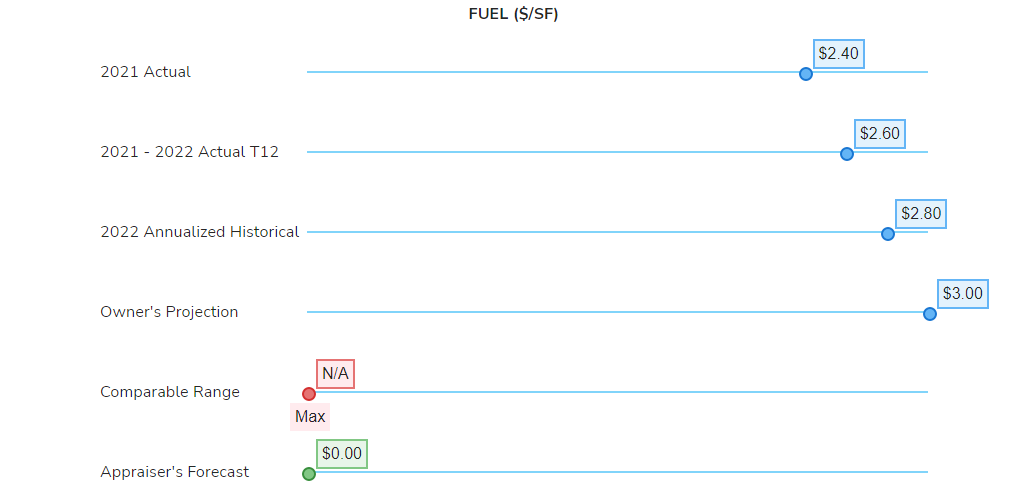 FUEL ($/SF)
2021 Actual
$2.40
2021 - 2022 Actual T12
$2.60
2022 Annualized Historical
$2.80
Owner's Projection
$3.00
Comparable Range
N/A
Max
Appraiser's Forecast
$0.00